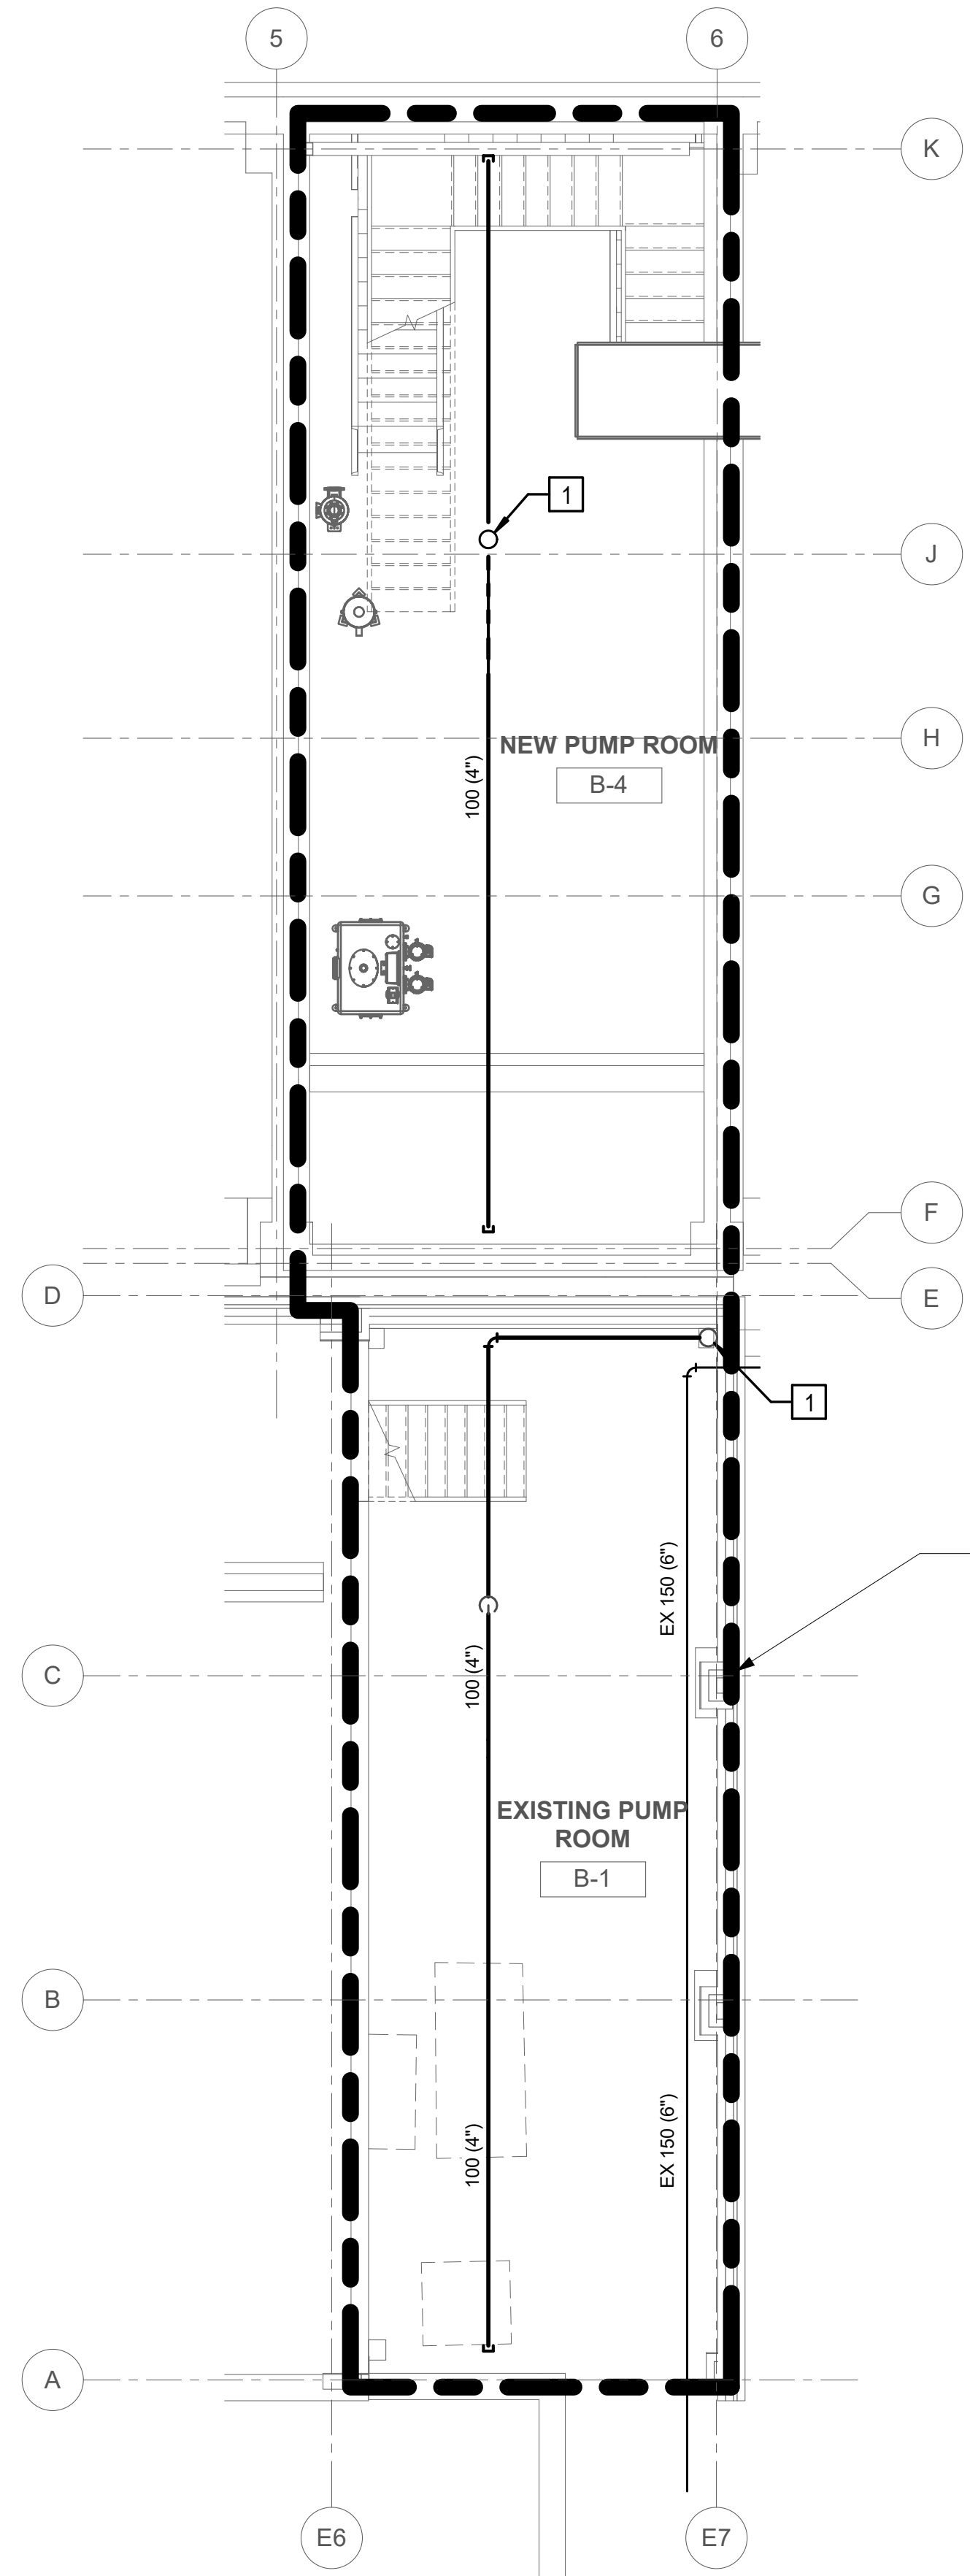 5
6
K
1
J
NEW PUMP ROOM
H
100 (4")
B-4
G
F
D
E
1
EX 150 (6")
C
100 (4")
EXISTING PUMP
ROOM
B-1
B
100 (4")
EX 150 (6")
A
E6
E7